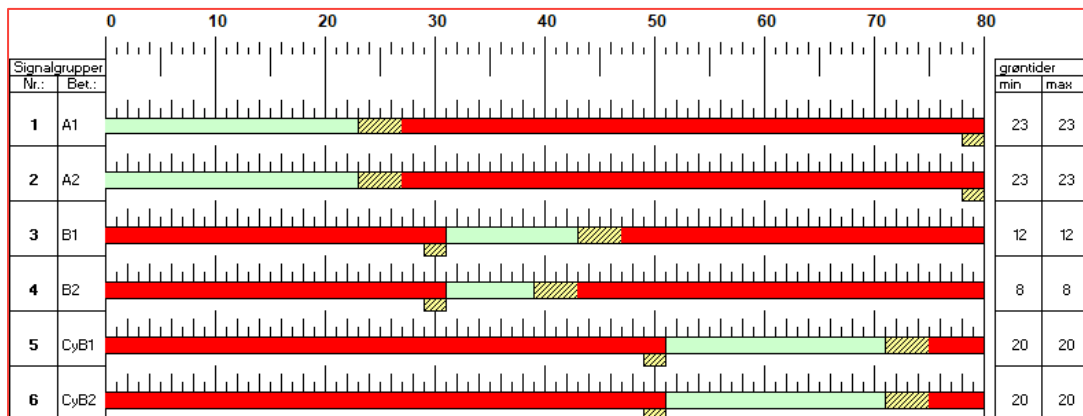 0 10 20 30 40 50 60 70 80
Signalgrupper grøntider
Nr.: Bet.: min max
1 A1 23 23
2 A2 23 23
3 B1 12 12
4 B2 8 8
5 CyB1 20 20
6 CyB2 20 20